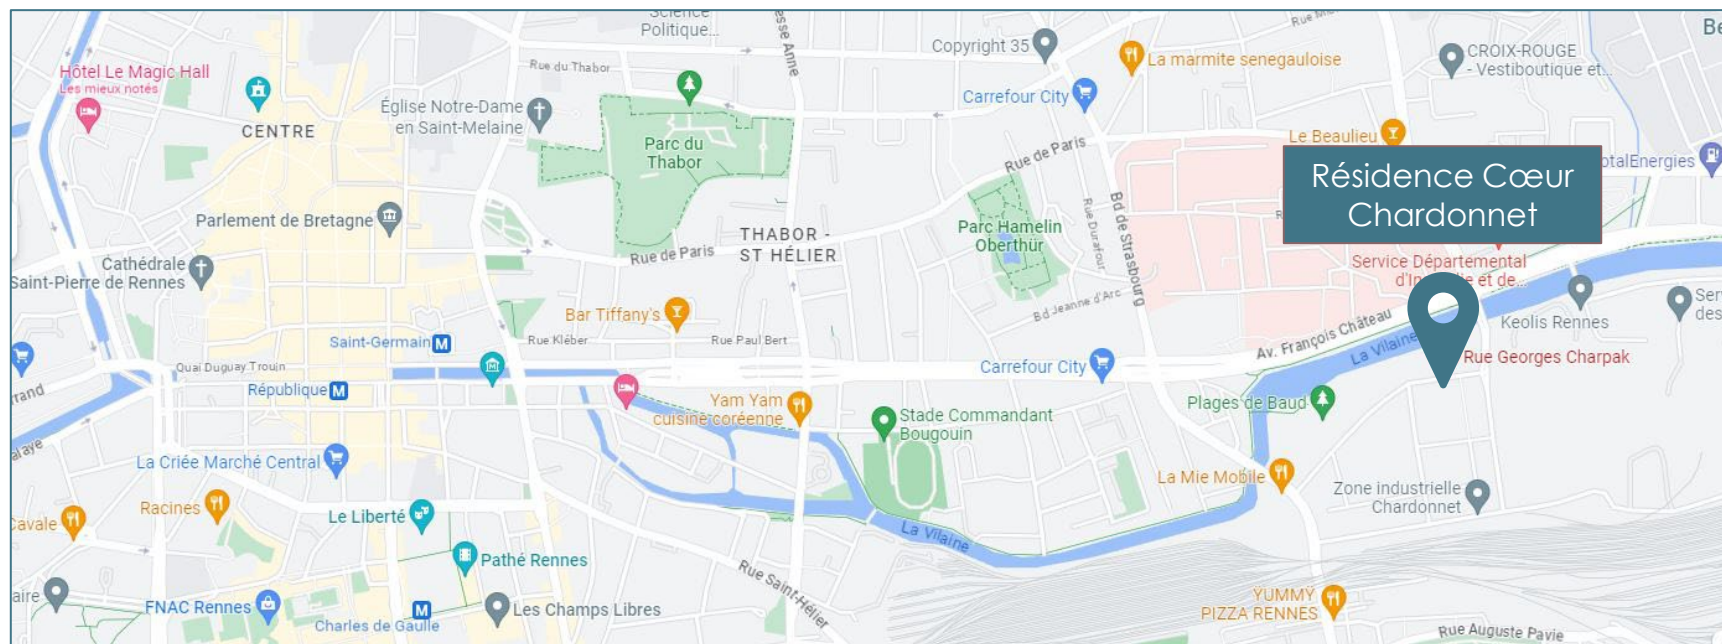 Science
Politique...
Rue du Thabor
Copyright 35
La marmite senegauloise
CROIX-ROUGE
- Vestiboutique et...
Hôtel Le Magic Hall
Les mieux notés
CENTRE
Église Notre-Dame
en Saint-Melaine
Carrefour City
Parc du
Thabor
Rue de Paris
Le Beaulieu
Résidence Cœur
Chardonnet
Parlement de Bretagne
THABOR -
ST HÉLIER
Rue de Paris
Parc Hamelin
Oberthür
Rue Durafour
Bd de Strasbourg
Cathédrale
Saint-Pierre de Rennes
Service Départemental
et de...
Bd Jeanne d'Arc
Bar Tiffany's
Keolis Rennes
Saint-Germain
M
Rue Kléber
Rue Paul Bert
Av. François Château
La Vilaine
Rue Georges Charpak
Quai Duguay Trouin
République
M
Carrefour City
Plages de Baud
Yam Yam
cuisine coréenne
Stade Commandant
Bougouin
La Criée Marché Central
La Mie Mobile
Zone industrielle
Chardonnet
Racines
Le Liberté
La Vilaine
Pathé Rennes
Rue Saint-Hélier
FNAC Rennes
M
Charles de Gaulle
Les Champs Libres
YUMMY
PIZZA RENNES
Rue Auguste Pavie